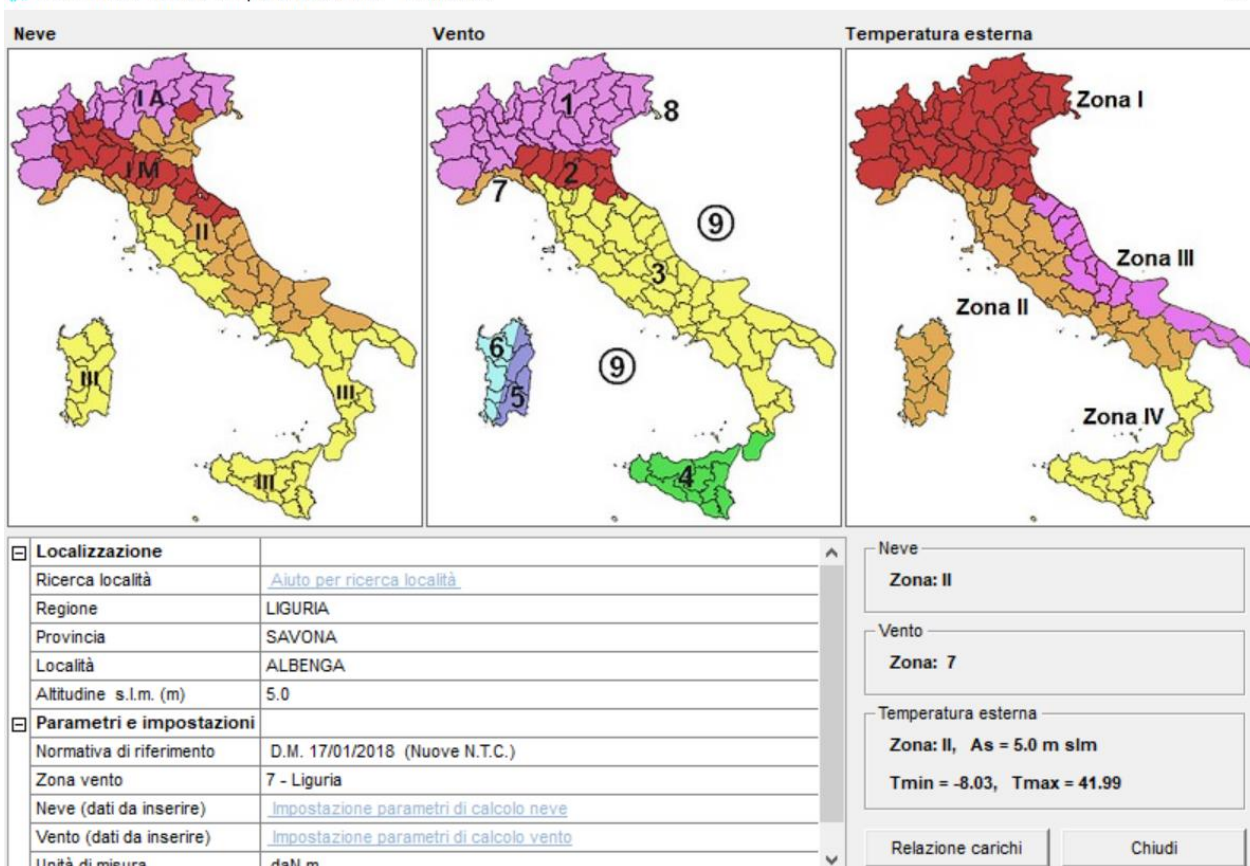 Neve Vento Temperatura esterna
I A
I M
II
III
III
III
1
8
2
7
9
3
6
9
5
4
Zona I
Zona III
Zona II
Zona IV
Localizzazione
Ricerca località Aiuto per ricerca località
Regione LIGURIA
Provincia SAVONA
Località ALBENGA
Altitudine s.l.m. (m) 5.0
Parametri e impostazioni
Normativa di riferimento D.M. 17/01/2018 (Nuove N.T.C.)
Zona vento 7 - Liguria
Neve (dati da inserire) Impostazione parametri di calcolo neve
Vento (dati da inserire) Impostazione parametri di calcolo vento
Unità di misura daN m
Neve
Zona: II
Vento
Zona: 7
Temperatura esterna
Zona: II, As = 5.0 m slm
Tmin = -8.03, Tmax = 41.99
Relazione carichi Chiudi